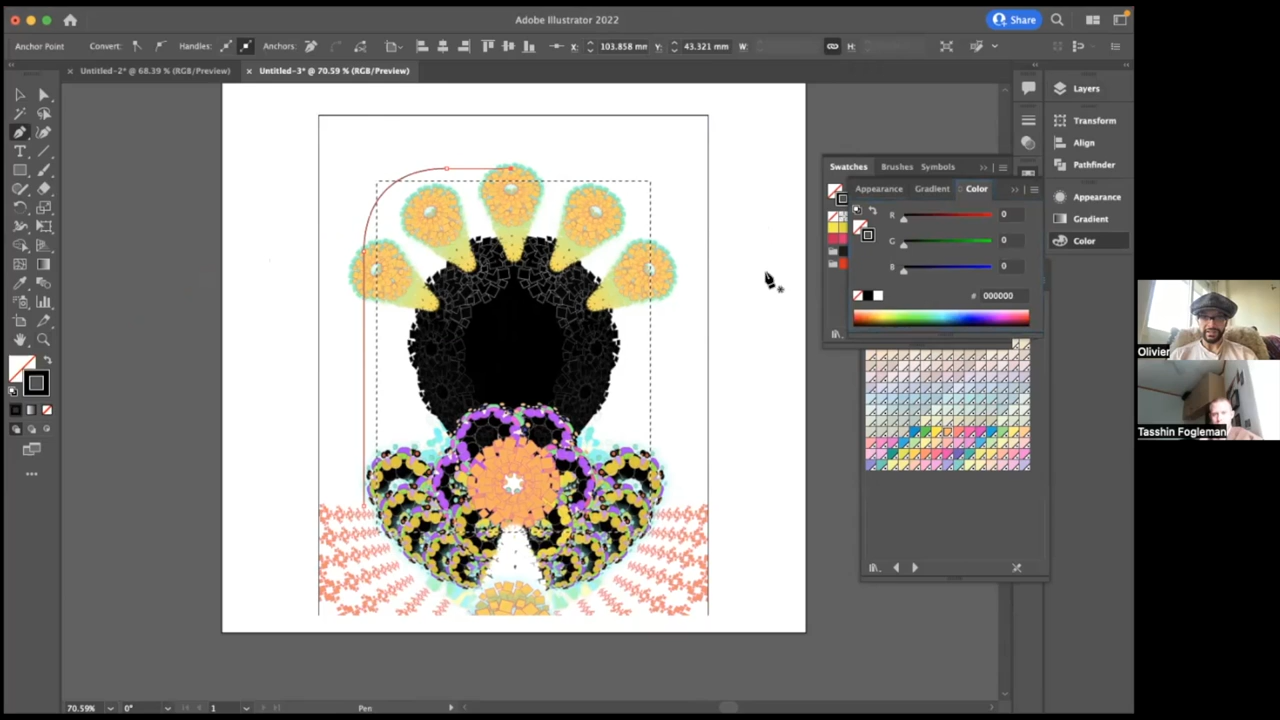 Adobe Illustrator 2022
Share
Anchor Point
Convert:
Handles:
Anchors:
X:
103.858 mm
Y:
43.321 mm
W:
H:
Untitled-2* @ 68.39 % (RGB/Preview)
Untitled-3* @ 70.59 % (RGB/Preview)
Layers
Transform
Align
Pathfinder
Appearance
Gradient
Color
Swatches
Brushes
Symbols
Appearance
Gradient
Color
R
0
G
0
B
0
#
000000
Olivier
Tasshin Fogleman
70.59%
0°
1
Pen